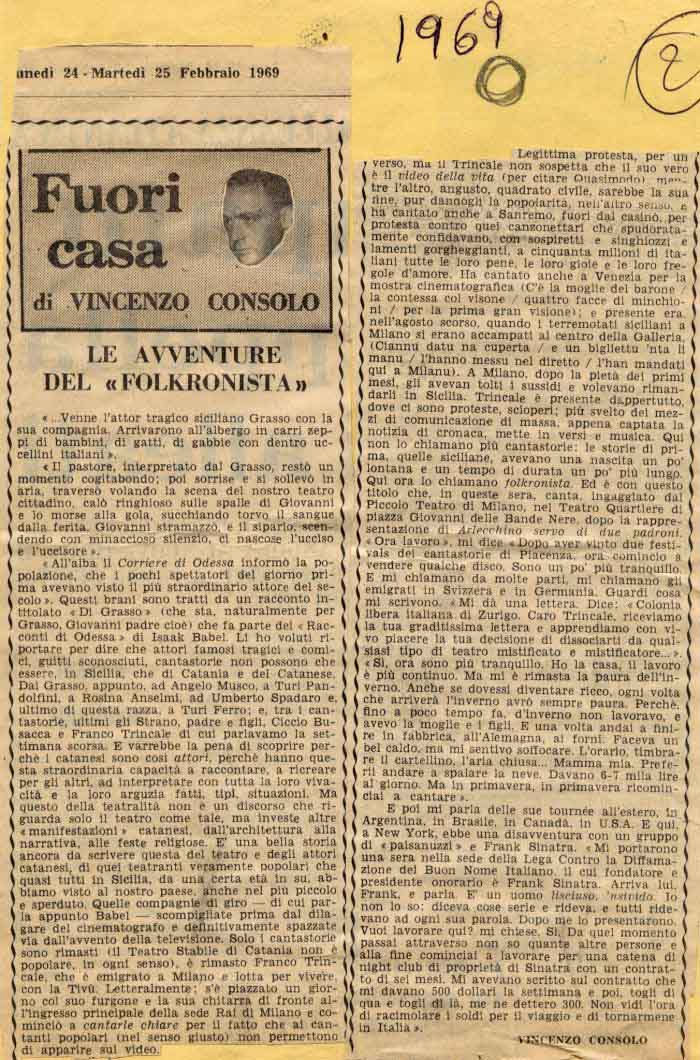 1969
2
unedì 24 - Martedì 25 Febbraio 1969
Fuori
casa
di VINCENZO CONSOLO
LE AVVENTURE
DEL «FOLKRONISTA»
«...Venne l'attor tragico siciliano Grasso con la
sua compagnia. Arrivarono all'albergo in carri zep-
pi di bambini, di gatti, di gabbie con dentro uc-
cellini italiani».
«Il pastore, interpretato dal Grasso, restò un
momento cogitabondo; poi sorrise e si sollevò in
aria, traversò volando la scena del nostro teatro
cittadino, calò ringhioso sulle spalle di Giovanni
e lo morse alla gola, succhiando torvo il sangue
dalla ferita. Giovanni stramazzò, e il sipario, scen-
dendo con minaccioso silenzio, ci nascose l'ucciso
e l'uccisore».
«All'alba il Corriere di Odessa informò la po-
polazione, che i pochi spettatori del giorno pri-
ma avevano visto il più straordinario attore del se-
colo». Questi brani sono tratti da un racconto in-
titolato «Di Grasso» (che sta, naturalmente per
Grasso, Giovanni padre cioè) che fa parte dei «Rac-
conti di Odessa» di Isaak Babel. Li ho voluti ri-
portare per dire che attori famosi tragici e comi-
ci, guitti sconosciuti, cantastorie non possono che
essere, in Sicilia, che di Catania e del Catanese.
Dal Grasso, appunto, ad Angelo Musco, a Turi Pan-
dolfini, a Rosina Anselmi, ad Umberto Spadaro e,
ultimo di questa razza, a Turi Ferro; e, tra i can-
tastorie, ultimi gli Strano, padre e figli, Ciccio Bu-
sacca e Franco Trincale di cui parlavamo la set-
timana scorsa. E varrebbe la pena di scoprire per-
chè i catanesi sono così attori, perchè hanno que-
sta straordinaria capacità a raccontare, a ricreare
per gli altri, ad interpretare con tutta la loro viva-
cità e la loro arguzia fatti, tipi, situazioni. Ma
questo della teatralità non è un discorso che ri-
guarda solo il teatro come tale, ma investe altre
«manifestazioni» catanesi, dall'architettura alla
narrativa, alle feste religiose. E' una bella storia
ancora da scrivere questa del teatro e degli attori
catanesi, di quei teatranti veramente popolari che
quasi tutti in Sicilia, da una certa età in su, ab-
biamo visto al nostro paese, anche nel più piccolo
e sperduto. Quelle compagnie di giro — di cui par-
la appunto Babel — scompigliate prima dal dila-
gare del cinematografo e definitivamente spazzate
via dall'avvento della televisione. Solo i cantastorie
sono rimasti (il Teatro Stabile di Catania non è
popolare, in ogni senso), è rimasto Franco Trin-
cale, che è emigrato a Milano e lotta per vivere,
con la Tivù. Letteralmente: s'è piazzato un gior-
no col suo furgone e la sua chitarra di fronte al-
l'ingresso principale della sede Rai di Milano e co-
minciò a cantarle chiare per il fatto che ai can-
tanti popolari (nel senso giusto) non permettono
di apparire sul video.
Legittima protesta, per un
verso, ma il Trincale non sospetta che il suo vero
è il video della vita (per citare Quasimodo), men-
tre l'altro, angusto, quadrato civile, sarebbe la sua
fine, pur dandogli la popolarità, nell'altro senso. E
ha cantato anche a Sanremo, fuori dal casinò, per
protesta contro quei canzonettari che spudorata-
mente confidavano, con sospiretti e singhiozzi e
lamenti gorgheggianti, a cinquanta milioni di ita-
liani tutte le loro pene, le loro gioie e le loro fre-
gole d'amore. Ha cantato anche a Venezia per la
mostra cinematografica (C'è la moglie del barone /
la contessa col visone / quattro facce di minchio-
ni / per la prima gran visione); e presente era,
nell'agosto scorso, quando i terremotati siciliani a
Milano si erano accampati al centro della Galleria.
(Ciannu datu na cuperta / e un bigliettu 'nta li
manu / l'hanno messu nel diretto / l'han mandati
qui a Milanu). A Milano, dopo la pietà dei primi
mesi, gli avevan tolti i sussidi e volevano riman-
darli in Sicilia. Trincale è presente dappertutto,
dove ci sono proteste, scioperi; più svelto dei mez-
zi di comunicazione di massa, appena captata la
notizia di cronaca, mette in versi e musica. Qui
non lo chiamano più cantastorie: le storie di pri-
ma, quelle siciliane, avevano una nascita un po'
lontana e un tempo di durata un po' più lungo.
Qui ora lo chiamano folkronista. Ed è con questo
titolo che, in queste sera, canta, ingaggiato dal
Piccolo Teatro di Milano, nel Teatro Quartiere di
piazza Giovanni delle Bande Nere, dopo la rappre-
sentazione di Arlecchino servo di due padroni.
«Ora lavoro», mi dice «Dopo aver vinto due festi-
vals dei cantastorie di Piacenza, ora comincio a
vendere qualche disco. Sono un po' più tranquillo.
E mi chiamano da molte parti, mi chiamano gli
emigrati in Svizzera e in Germania. Guardi cosa
mi scrivono. «Mi dà una lettera. Dice: «Colonia
libera italiana di Zurigo. Caro Trincale, riceviamo
la tua graditissima lettera e apprendiamo con vi-
vo piacere la tua decisione di dissociarti da qual-
siasi tipo di teatro mistificato e mistificatore...».
«Sì, ora sono più tranquillo. Ho la casa, il lavoro
è più continuo. Ma mi è rimasta la paura dell'in-
verno. Anche se dovessi diventare ricco, ogni volta
che arriverà l'inverno avrò sempre paura. Perchè,
fino a poco tempo fa, d'inverno non lavoravo, e
avevo la moglie e i figli. E una volta andai a fini-
re in fabbrica, all'Alemagna, ai forni. Faceva un
bel caldo, ma mi sentivo soffocare. L'orario, timbra-
re il cartellino, l'aria chiusa... Mamma mia. Prefe-
rii andare a spalare la neve. Davano 6-7 mila lire
al giorno. Ma in primavera, in primavera ricomin-
ciai a cantare».
E poi mi parla delle sue tournée all'estero, in
Argentina, in Brasile, in Canadà, in U.S.A. E qui,
a New York, ebbe una disavventura con un gruppo
di «paisanuzzi» e Frank Sinatra. «Mi portarono
una sera nella sede della Lega Contro la Diffama-
zione del Buon Nome Italiano, il cui fondatore e
presidente onorario è Frank Sinatra. Arriva lui,
Frank, e parla. E' un uomo lisciuso, 'nsivido. Io
non lo so: diceva cose serie e rideva, e tutti ride-
vano ad ogni sua parola. Dopo me lo presentarono.
Vuoi lavorare qui? mi chiese. Sì. Da quel momento
passai attraverso non so quante altre persone e
alla fine cominciai a lavorare per una catena di
night club di proprietà di Sinatra con un contrat-
to di sei mesi. Mi avevano scritto sul contratto che
mi davano 500 dollari la settimana e poi, togli di
qua e togli di là, me ne dettero 300. Non vidi l'ora
di racimolare i soldi per il viaggio e di tornarmene
in Italia».
VINCENZO CONSOLO